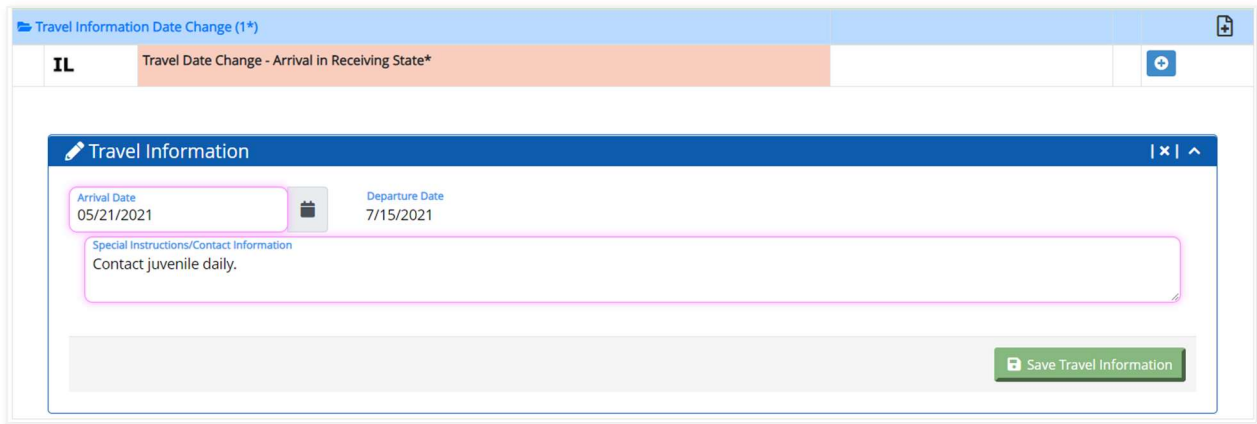 Travel Information Date Change (1*)
IL Travel Date Change - Arrival in Receiving State*
Travel Information |×|
Arrival Date Departure Date
05/21/2021 7/15/2021
Special Instructions/Contact Information
Contact juvenile daily.
Save Travel Information